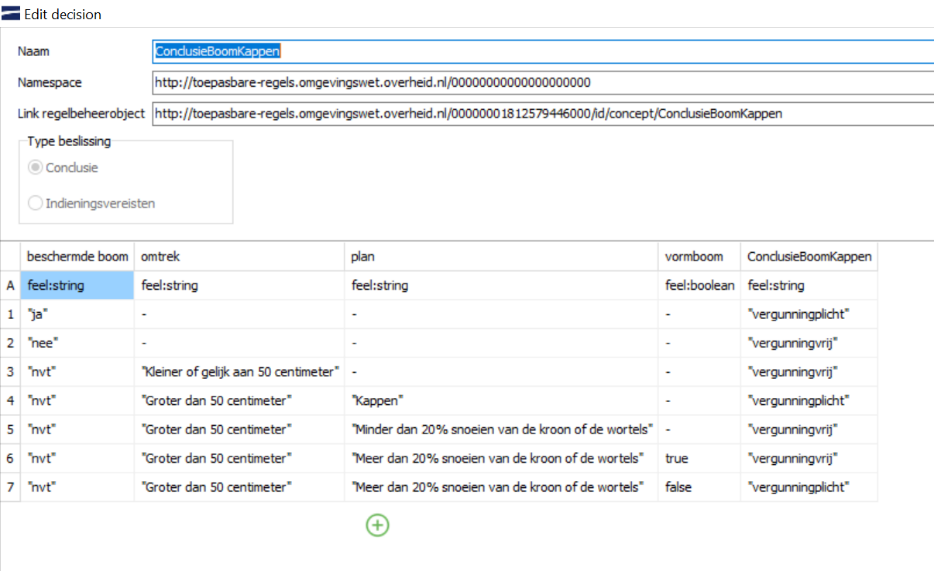 Edit decision
Naam ConclusieBoomKappen
Namespace http://toepasbare-regels.omgevingswet.overheid.nl/00000000000000000000
Link regelbeheerobject http://toepasbare-regels.omgevingswet.overheid.nl/00000001812579446000/id/concept/ConclusieBoomKappen
Type beslissing
Conclusie
Indieningsvereisten
beschermde boom omtrek plan vormboom ConclusieBoomKappen
A feel:string feel:string feel:string feel:boolean feel:string
1 "ja" - - - "vergunningplicht"
2 "nee" - - - "vergunningvrij"
3 "nvt" "Kleiner of gelijk aan 50 centimeter" - - "vergunningvrij"
4 "nvt" "Groter dan 50 centimeter" "Kappen" - "vergunningplicht"
5 "nvt" "Groter dan 50 centimeter" "Minder dan 20% snoeien van de kroon of de wortels" - "vergunningvrij"
6 "nvt" "Groter dan 50 centimeter" "Meer dan 20% snoeien van de kroon of de wortels" true "vergunningvrij"
7 "nvt" "Groter dan 50 centimeter" "Meer dan 20% snoeien van de kroon of de wortels" false "vergunningplicht"